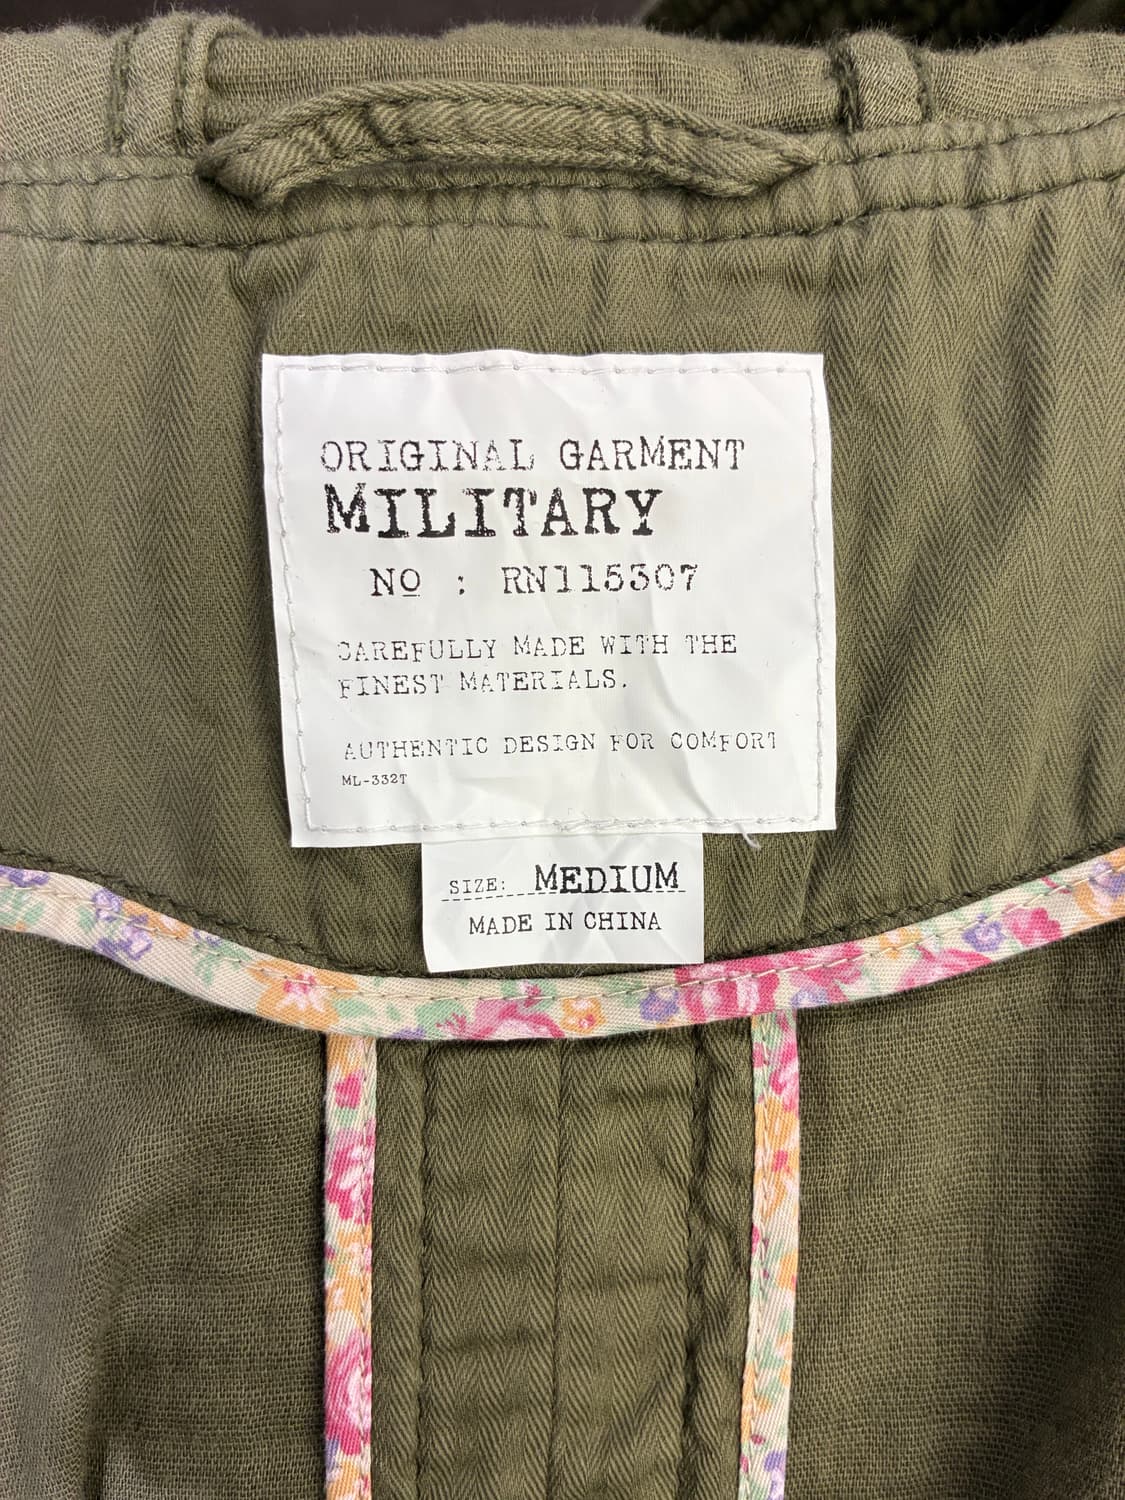 ORIGINAL GARMENT
MILITARY
Nº : RN115307
CAREFULLY MADE WITH THE
FINEST MATERIALS.
AUTHENTIC DESIGN FOR COMFORT
ML-332T
SIZE: MEDIUM
MADE IN CHINA